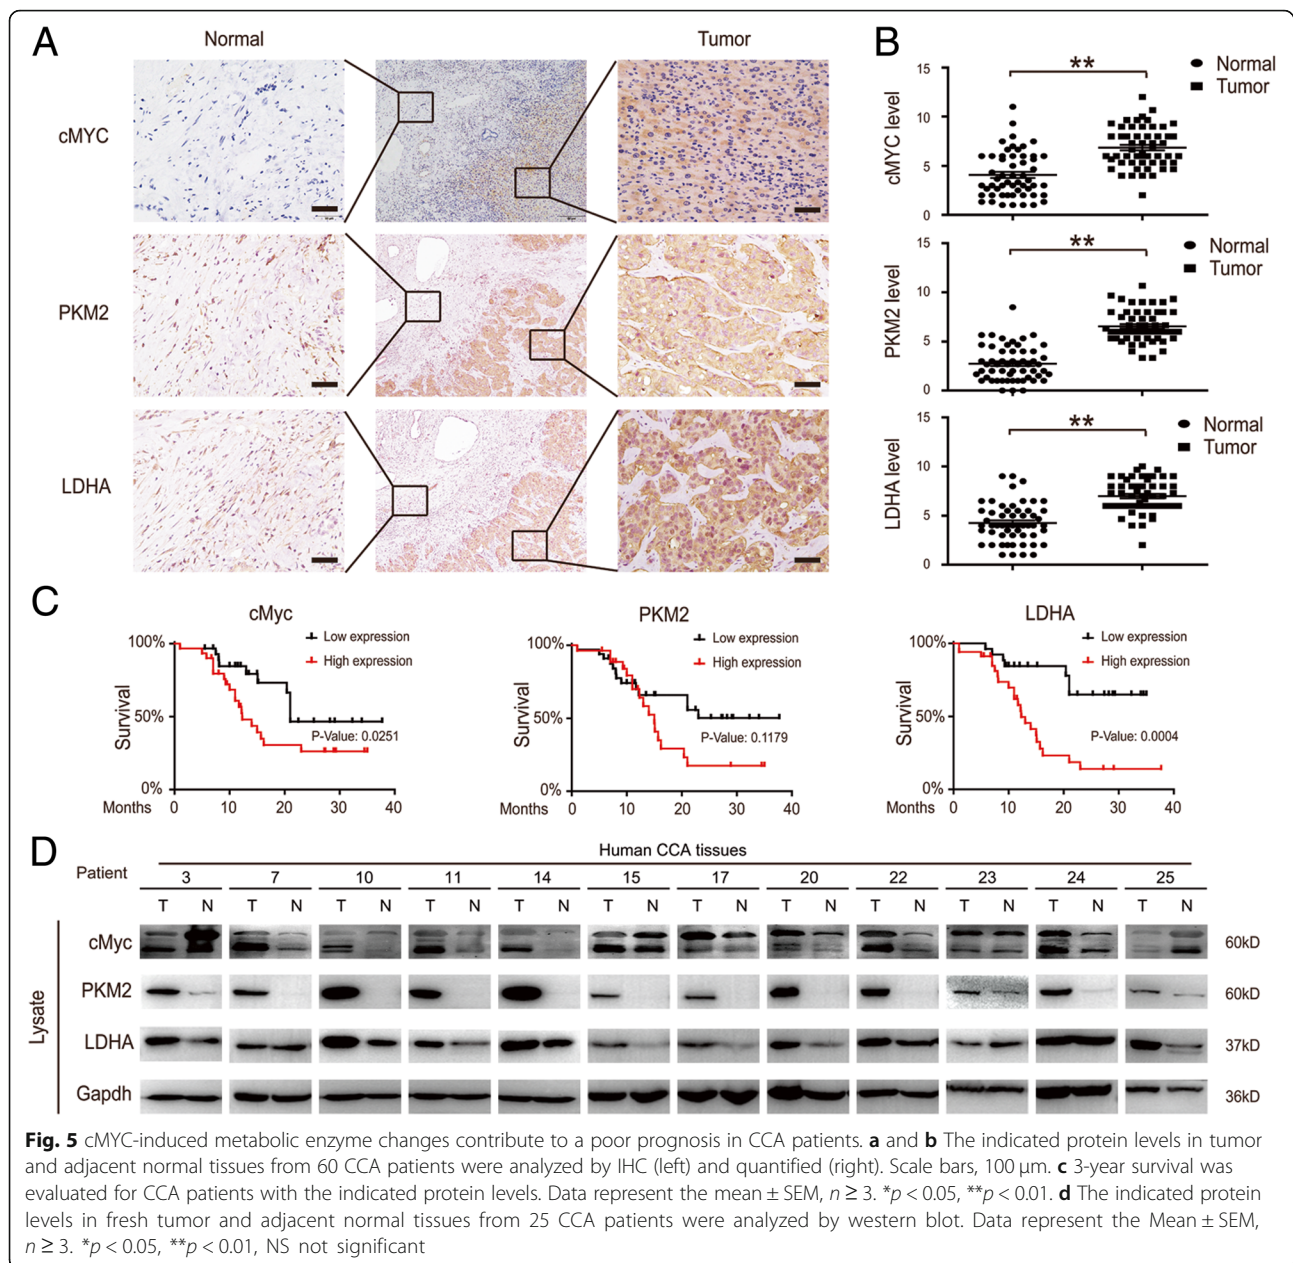 A
Normal
Tumor
cMYC
PKM2
LDHA
B
cMYC level
15
10
5
0
**
Normal
Tumor
PKM2 level
15
10
5
0
**
Normal
Tumor
LDHA level
15
10
5
0
**
Normal
Tumor
C
cMyc
Survival
100%
50%
0%
Low expression
High expression
P-Value: 0.0251
Months 0 10 20 30 40
PKM2
Survival
100%
50%
0%
Low expression
High expression
P-Value: 0.1179
Months 0 10 20 30 40
LDHA
Survival
100%
50%
0%
Low expression
High expression
P-Value: 0.0004
Months 0 10 20 30 40
D
Human CCA tissues
Patient 3 7 10 11 14 15 17 20 22 23 24 25
T N T N T N T N T N T N T N T N T N T N T N T N
Lysate
cMyc 60kD
PKM2 60kD
LDHA 37kD
Gapdh 36kD
Fig. 5 cMYC-induced metabolic enzyme changes contribute to a poor prognosis in CCA patients. a and b The indicated protein levels in tumor
and adjacent normal tissues from 60 CCA patients were analyzed by IHC (left) and quantified (right). Scale bars, 100 μm. c 3-year survival was
evaluated for CCA patients with the indicated protein levels. Data represent the mean ± SEM, n ≥ 3. *p < 0.05, **p < 0.01. d The indicated protein
levels in fresh tumor and adjacent normal tissues from 25 CCA patients were analyzed by western blot. Data represent the Mean ± SEM,
n ≥ 3. *p < 0.05, **p < 0.01, NS not significant